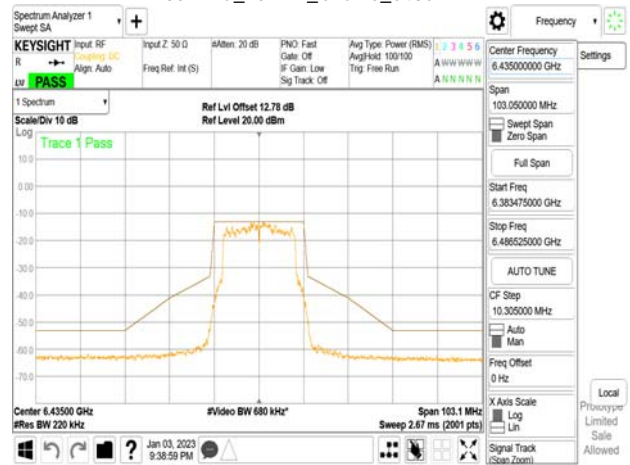 Spectrum Analyzer 1
Swept SA
Frequency
KEYSIGHT
R
LXI
PASS
Input: RF
Coupling: DC
Align: Auto
Input Z: 50 Ω
Freq Ref: Int (S)
#Atten: 20 dB
PNO: Fast
Gate: Off
IF Gain: Low
Sig Track: Off
Avg Type: Power (RMS)
Avg|Hold: 100/100
Trig: Free Run
1 2 3 4 5 6
A W W W W W
A N N N N N
Center Frequency
6.435000000 GHz
Settings
Span
103.050000 MHz
Swept Span
Zero Span
Full Span
Start Freq
6.383475000 GHz
Stop Freq
6.486525000 GHz
AUTO TUNE
CF Step
10.305000 MHz
Auto
Man
Freq Offset
0 Hz
X Axis Scale
Log
Lin
Signal Track
(Span Zoom)
Local
Prototype
Limited
Sale
Allowed
1 Spectrum
Scale/Div 10 dB
Ref Lvl Offset 12.78 dB
Ref Level 20.00 dBm
Log
Trace 1 Pass
10.0
0.00
-10.0
-20.0
-30.0
-40.0
-50.0
-60.0
-70.0
Center 6.43500 GHz
#Res BW 220 kHz
#Video BW 680 kHz*
Span 103.1 MHz
Sweep 2.67 ms (2001 pts)
?
Jan 03, 2023
9:38:59 PM